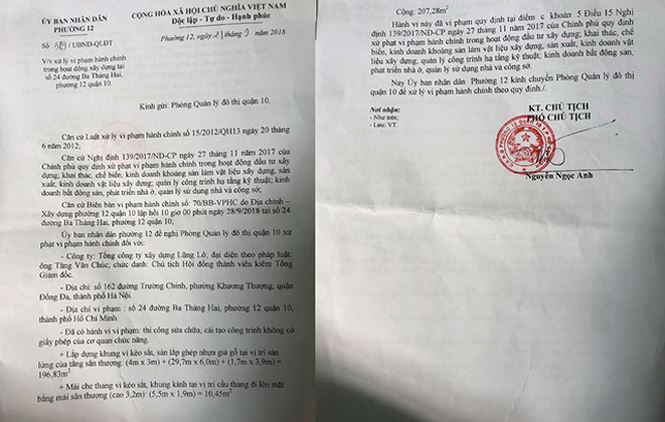 ỦY BAN NHÂN DÂN
PHƯỜNG 12
CỘNG HÒA XÃ HỘI CHỦ NGHĨA VIỆT NAM
Độc lập - Tự do - Hạnh phúc
Số: /UBND-QLĐT
Phường 12, ngày tháng 9 năm 2018
V/v xử lý vi phạm hành chính
trong hoạt động xây dựng tại
số 24 đường Ba Tháng Hai,
phường 12 quận 10.
Kính gửi: Phòng Quản lý đô thị quận 10.
Căn cứ Luật xử lý vi phạm hành chính số 15/2012/QH13 ngày 20 tháng
6 năm 2012;
Căn cứ Nghị định 139/2017/NĐ-CP ngày 27 tháng 11 năm 2017 của
Chính phủ quy định xử phạt vi phạm hành chính trong hoạt động đầu tư xây
dựng; khai thác, chế biến, kinh doanh khoáng sản làm vật liệu xây dựng, sản
xuất, kinh doanh vật liệu xây dựng; quản lý công trình hạ tầng kỹ thuật; kinh
doanh bất động sản, phát triển nhà ở, quản lý sử dụng nhà và công sở;
Căn cứ Biên bản vi phạm hành chính số: 70/BB-VPHC do Địa chính –
Xây dựng phường 12 quận 10 lập hồi 10 giờ 00 phút ngày 28/9/2018 tại số 24
đường Ba Tháng Hai, phường 12 quận 10;
Ủy ban nhân dân phường 12 đề nghị Phòng Quản lý đô thị quận 10 xử
phạt vi phạm hành chính đối với:
- Công ty: Tổng công ty xây dựng Lũng Lô; đại diện theo pháp luật:
ông Tăng Văn Chúc; chức danh: Chủ tịch Hội đồng thành viên kiêm Tổng
Giám đốc.
- Địa chỉ: số 162 đường Trường Chinh, phường Khương Thượng, quận
Đống Đa, thành phố Hà Nội.
- Địa chỉ vi phạm : số 24 đường Ba Tháng Hai, phường 12 quận 10,
thành phố Hồ Chí Minh.
- Đã có hành vi vi phạm: thi công sửa chữa, cải tạo công trình không có
giấy phép của cơ quan chức năng.
+ Lắp dựng khung vì kèo sắt, sàn lắp ghép nhựa giả gỗ tại vị trí sân
lửng của tầng sân thượng: (4m x 3m) + (29,7m x 6,0m) + (1,7m x 3,9m) =
196,83m²
+ Mái che thang vì kèo sắt, khung kính tại vị trí cầu thang đi lên mặt
bằng mái sân thượng (cao 3,2m): (5,5m x 1,9m) = 10,45m²
Cộng: 207,28m²
Hành vi này đã vi phạm quy định tại điểm c khoản 5 Điều 15 Nghị
định 139/2017/NĐ-CP ngày 27 tháng 11 năm 2017 của Chính phủ quy định
xử phạt vi phạm hành chính trong hoạt động đầu tư xây dựng; khai thác, chế
biến, kinh doanh khoáng sản làm vật liệu xây dựng, sản xuất, kinh doanh vật
liệu xây dựng; quản lý công trình hạ tầng kỹ thuật; kinh doanh bất động sản,
phát triển nhà ở, quản lý sử dụng nhà và công sở.
Nay Ủy ban nhân dân Phường 12 kính chuyển Phòng Quản lý đô thị
quận 10 để xử lý vi phạm hành chính theo quy định./.
Nơi nhận:
- Như trên;
- Lưu: VT.
KT. CHỦ TỊCH
PHÓ CHỦ TỊCH
Nguyễn Ngọc Anh